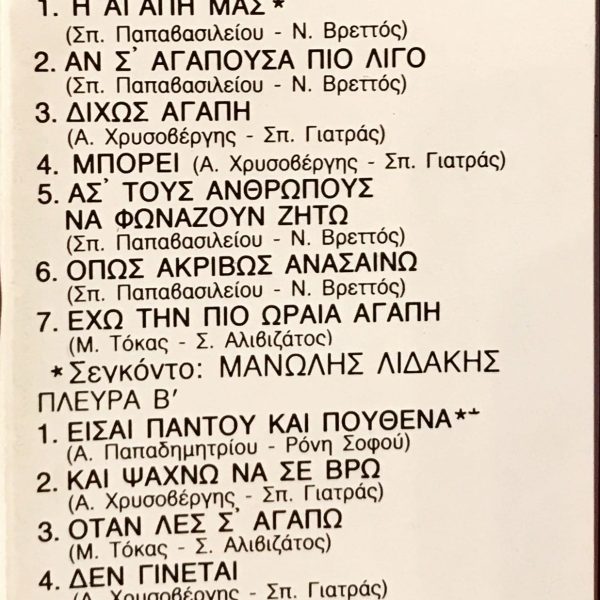 1. Η ΑΓΑΠΗ ΜΑΣ *
(Σπ. Παπαβασιλείου - Ν. Βρεττός)
2. ΑΝ Σ' ΑΓΑΠΟΥΣΑ ΠΙΟ ΛΙΓΟ
(Σπ. Παπαβασιλείου - Ν. Βρεττός)
3. ΔΙΧΩΣ ΑΓΑΠΗ
(Α. Χρυσοβέργης - Σπ. Γιατράς)
4. ΜΠΟΡΕΙ (Α. Χρυσοβέργης - Σπ. Γιατράς)
5. ΑΣ' ΤΟΥΣ ΑΝΘΡΩΠΟΥΣ
ΝΑ ΦΩΝΑΖΟΥΝ ΖΗΤΩ
(Σπ. Παπαβασιλείου - Ν. Βρεττός)
6. ΟΠΩΣ ΑΚΡΙΒΩΣ ΑΝΑΣΑΙΝΩ
(Σπ. Παπαβασιλείου - Ν. Βρεττός)
7. ΕΧΩ ΤΗΝ ΠΙΟ ΩΡΑΙΑ ΑΓΑΠΗ
(Μ. Τόκας - Σ. Αλιβιζάτος)
* Σεγκόντο: ΜΑΝΩΛΗΣ ΛΙΔΑΚΗΣ
ΠΛΕΥΡΑ Β'
1. ΕΙΣΑΙ ΠΑΝΤΟΥ ΚΑΙ ΠΟΥΘΕΝΑ**
(Α. Παπαδημητρίου - Ρόνη Σοφού)
2. ΚΑΙ ΨΑΧΝΩ ΝΑ ΣΕ ΒΡΩ
(Α. Χρυσοβέργης - Σπ. Γιατράς)
3. ΟΤΑΝ ΛΕΣ Σ' ΑΓΑΠΩ
(Μ. Τόκας - Σ. Αλιβιζάτος)
4. ΔΕΝ ΓΙΝΕΤΑΙ
(Α. Χρυσοβέργης - Σπ. Γιατράς)